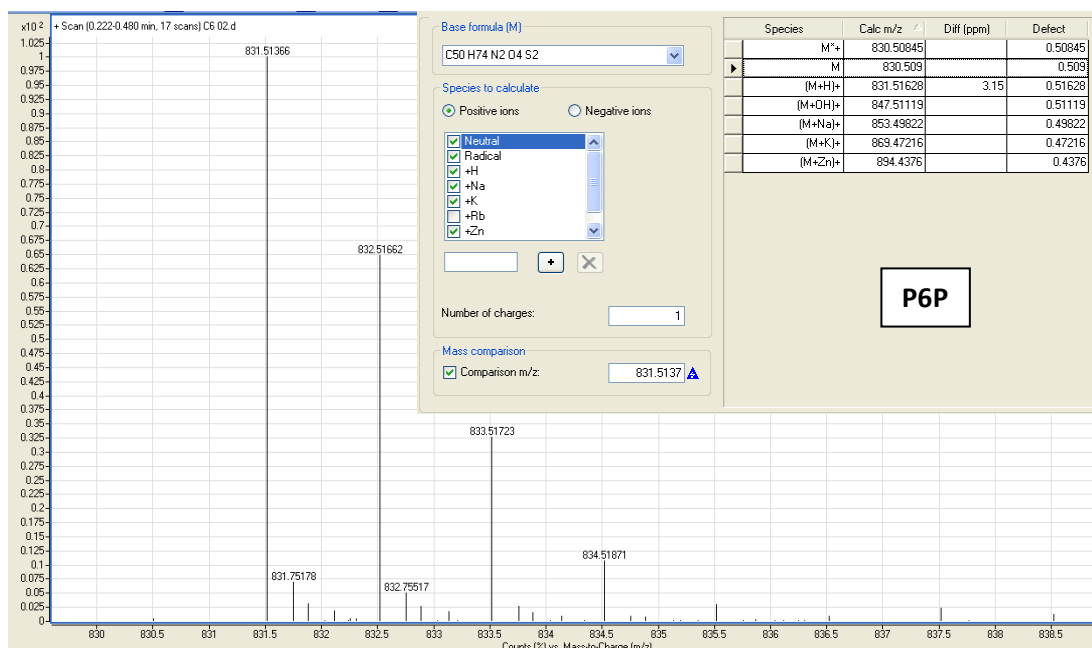 x10 2
+ Scan (0.222-0.480 min, 17 scans) C6 02.d
1.025
1
0.975
0.95
0.925
0.9
0.875
0.85
0.825
0.8
0.775
0.75
0.725
0.7
0.675
0.65
0.625
0.6
0.575
0.55
0.525
0.5
0.475
0.45
0.425
0.4
0.375
0.35
0.325
0.3
0.275
0.25
0.225
0.2
0.175
0.15
0.125
0.1
0.075
0.05
0.025
0
831.51366
832.51662
833.51723
834.51871
831.75178
832.75517
830 830.5 831 831.5 832 832.5 833 833.5 834 834.5 835 835.5 836 836.5 837 837.5 838 838.5
Counts (%) vs. Mass-to-Charge (m/z)
Base formula (M)
C50 H74 N2 O4 S2
Species to calculate
Positive ions Negative ions
Neutral
Radical
+H
+Na
+K
+Rb
+Zn
+
Number of charges: 1
Mass comparison
Comparison m/z: 831.5137
Species Calc m/z Diff (ppm) Defect
M*+ 830.50845 0.50845
M 830.509 0.509
(M+H)+ 831.51628 3.15 0.51628
(M+OH)+ 847.51119 0.51119
(M+Na)+ 853.49822 0.49822
(M+K)+ 869.47216 0.47216
(M+Zn)+ 894.4376 0.4376
P6P